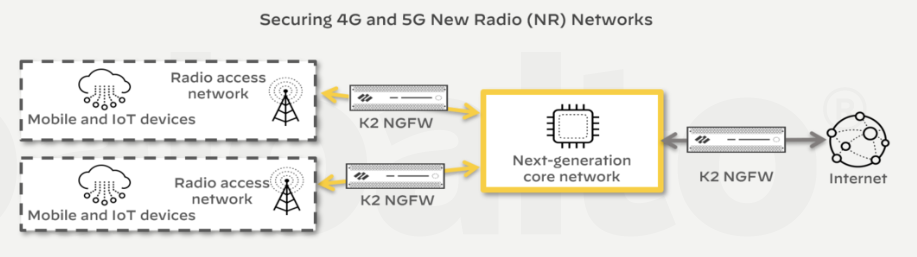 Securing 4G and 5G New Radio (NR) Networks
Radio access
network
Mobile and IoT devices
K2 NGFW
Radio access
network
Mobile and IoT devices
K2 NGFW
Next-generation
core network
K2 NGFW
Internet
palto®